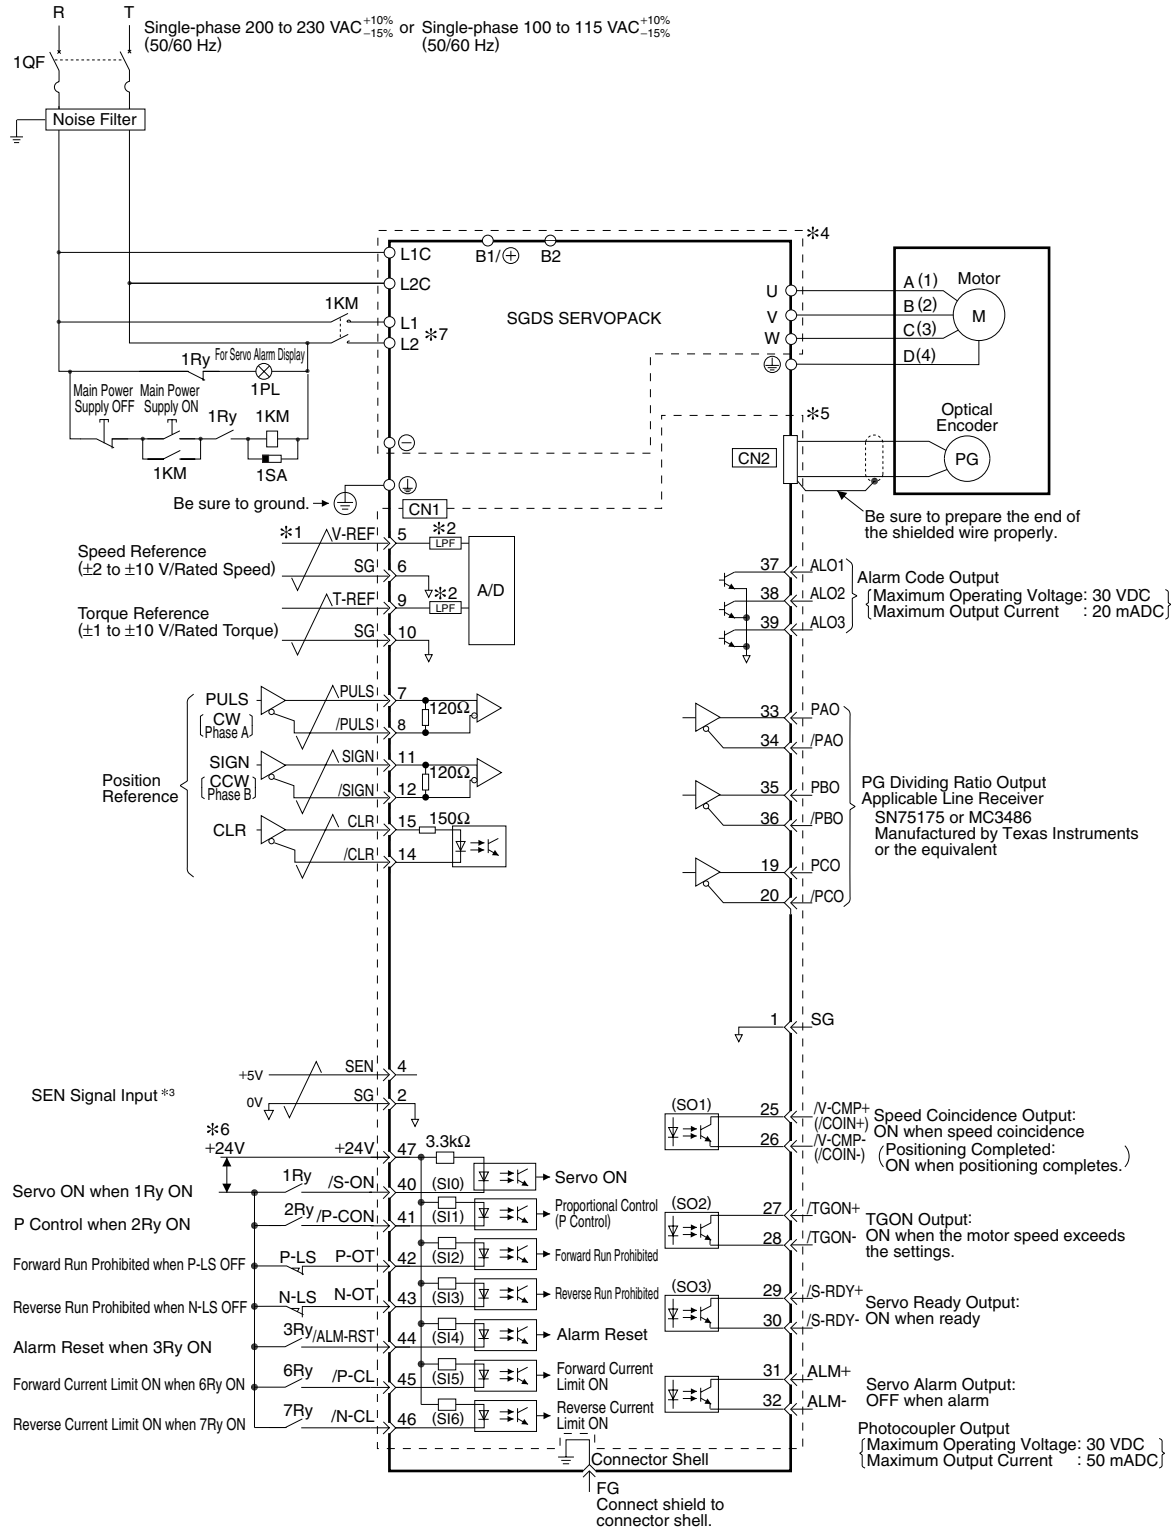 R T
Single-phase 200 to 230 VAC +10% −15% or Single-phase 100 to 115 VAC +10% −15%
(50/60 Hz) (50/60 Hz)
1QF
Noise Filter
L1C
B1/⊕ B2
L2C
1KM
L1
L2 *7
SGDS SERVOPACK
*4
U
V
W
A (1)
B (2)
C (3)
D (4)
Motor
M
1Ry For Servo Alarm Display
1PL
Main Power
Supply OFF
Main Power
Supply ON
1Ry 1KM
1KM 1SA
⊖
*5
Optical
Encoder
CN2
PG
Be sure to ground.
CN1
Be sure to prepare the end of
the shielded wire properly.
*1 V-REF 5 *2
LPF
Speed Reference
(±2 to ±10 V/Rated Speed)
SG 6
A/D
T-REF 9 *2
LPF
Torque Reference
(±1 to ±10 V/Rated Torque)
SG 10
37 ALO1
38 ALO2
39 ALO3
Alarm Code Output
Maximum Operating Voltage: 30 VDC
Maximum Output Current : 20 mADC
Position
Reference
PULS PULS 7
CW
Phase A
120Ω
/PULS 8
SIGN SIGN 11
CCW
Phase B
120Ω
/SIGN 12
CLR CLR 15 150Ω
/CLR 14
33 PAO
34 /PAO
35 PBO
36 /PBO
19 PCO
20 /PCO
PG Dividing Ratio Output
Applicable Line Receiver
SN75175 or MC3486
Manufactured by Texas Instruments
or the equivalent
1 SG
SEN Signal Input *3
+5V SEN 4
0V SG 2
*6
+24V +24V 47 3.3kΩ
Servo ON when 1Ry ON 1Ry /S-ON 40 (SI0) Servo ON
P Control when 2Ry ON 2Ry /P-CON 41 (SI1) Proportional Control
(P Control)
Forward Run Prohibited when P-LS OFF P-LS P-OT 42 (SI2) Forward Run Prohibited
Reverse Run Prohibited when N-LS OFF N-LS N-OT 43 (SI3) Reverse Run Prohibited
Alarm Reset when 3Ry ON 3Ry /ALM-RST 44 (SI4) Alarm Reset
Forward Current Limit ON when 6Ry ON 6Ry /P-CL 45 (SI5) Forward Current
Limit ON
Reverse Current Limit ON when 7Ry ON 7Ry /N-CL 46 (SI6) Reverse Current
Limit ON
(SO1) 25 /V-CMP+
(/COIN+)
26 /V-CMP-
(/COIN-)
Speed Coincidence Output:
ON when speed coincidence
(Positioning Completed:
ON when positioning completes.)
(SO2) 27 /TGON+
28 /TGON-
TGON Output:
ON when the motor speed exceeds
the settings.
(SO3) 29 /S-RDY+
30 /S-RDY-
Servo Ready Output:
ON when ready
31 ALM+
32 ALM-
Servo Alarm Output:
OFF when alarm
Photocoupler Output
Maximum Operating Voltage: 30 VDC
Maximum Output Current : 50 mADC
Connector Shell
FG
Connect shield to
connector shell.